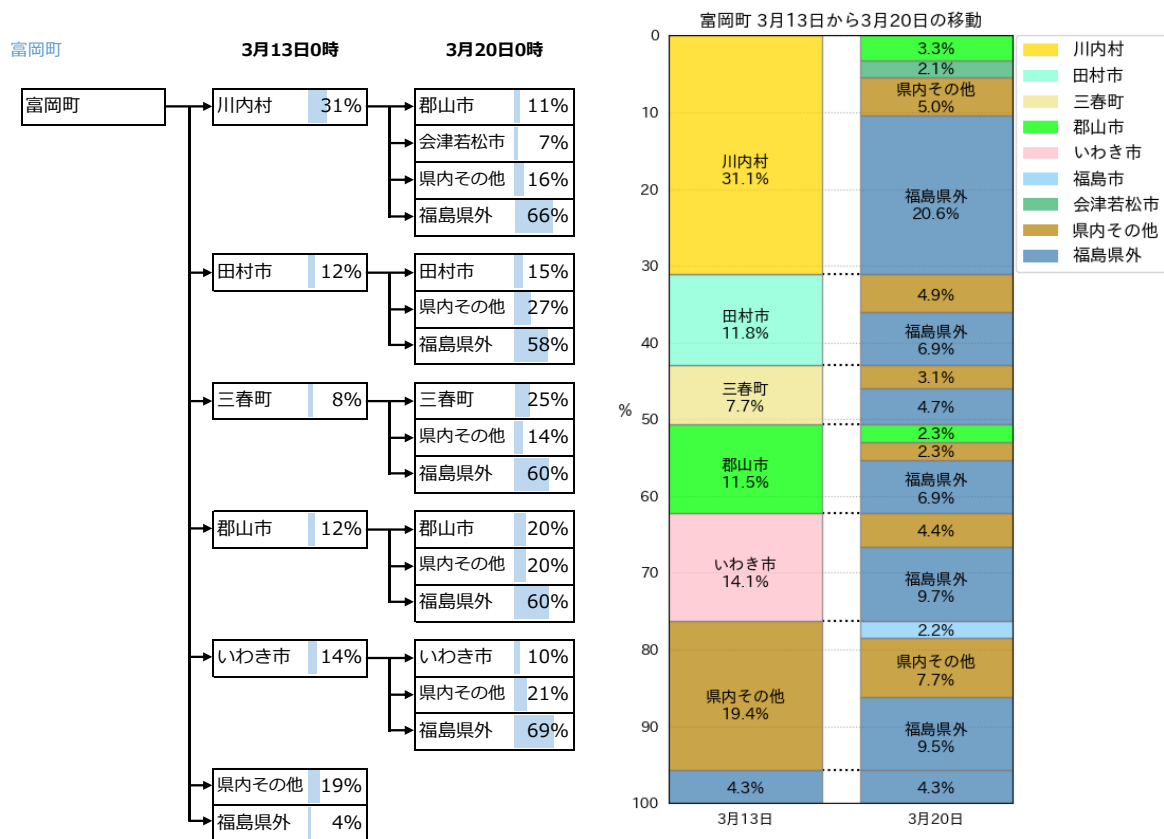 富岡町
3月13日0時
3月20日0時
富岡町
川内村 31%
郡山市 11%
会津若松市 7%
県内その他 16%
福島県外 66%
田村市 12%
田村市 15%
県内その他 27%
福島県外 58%
三春町 8%
三春町 25%
県内その他 14%
福島県外 60%
郡山市 12%
郡山市 20%
県内その他 20%
福島県外 60%
いわき市 14%
いわき市 10%
県内その他 21%
福島県外 69%
県内その他 19%
福島県外 4%
富岡町 3月13日から3月20日の移動
%
0
10
20
30
40
50
60
70
80
90
100
川内村
31.1%
田村市
11.8%
三春町
7.7%
郡山市
11.5%
いわき市
14.1%
県内その他
19.4%
4.3%
3月13日
3.3%
2.1%
県内その他
5.0%
福島県外
20.6%
4.9%
福島県外
6.9%
3.1%
4.7%
2.3%
2.3%
福島県外
6.9%
4.4%
福島県外
9.7%
2.2%
県内その他
7.7%
福島県外
9.5%
4.3%
3月20日
川内村
田村市
三春町
郡山市
いわき市
福島市
会津若松市
県内その他
福島県外